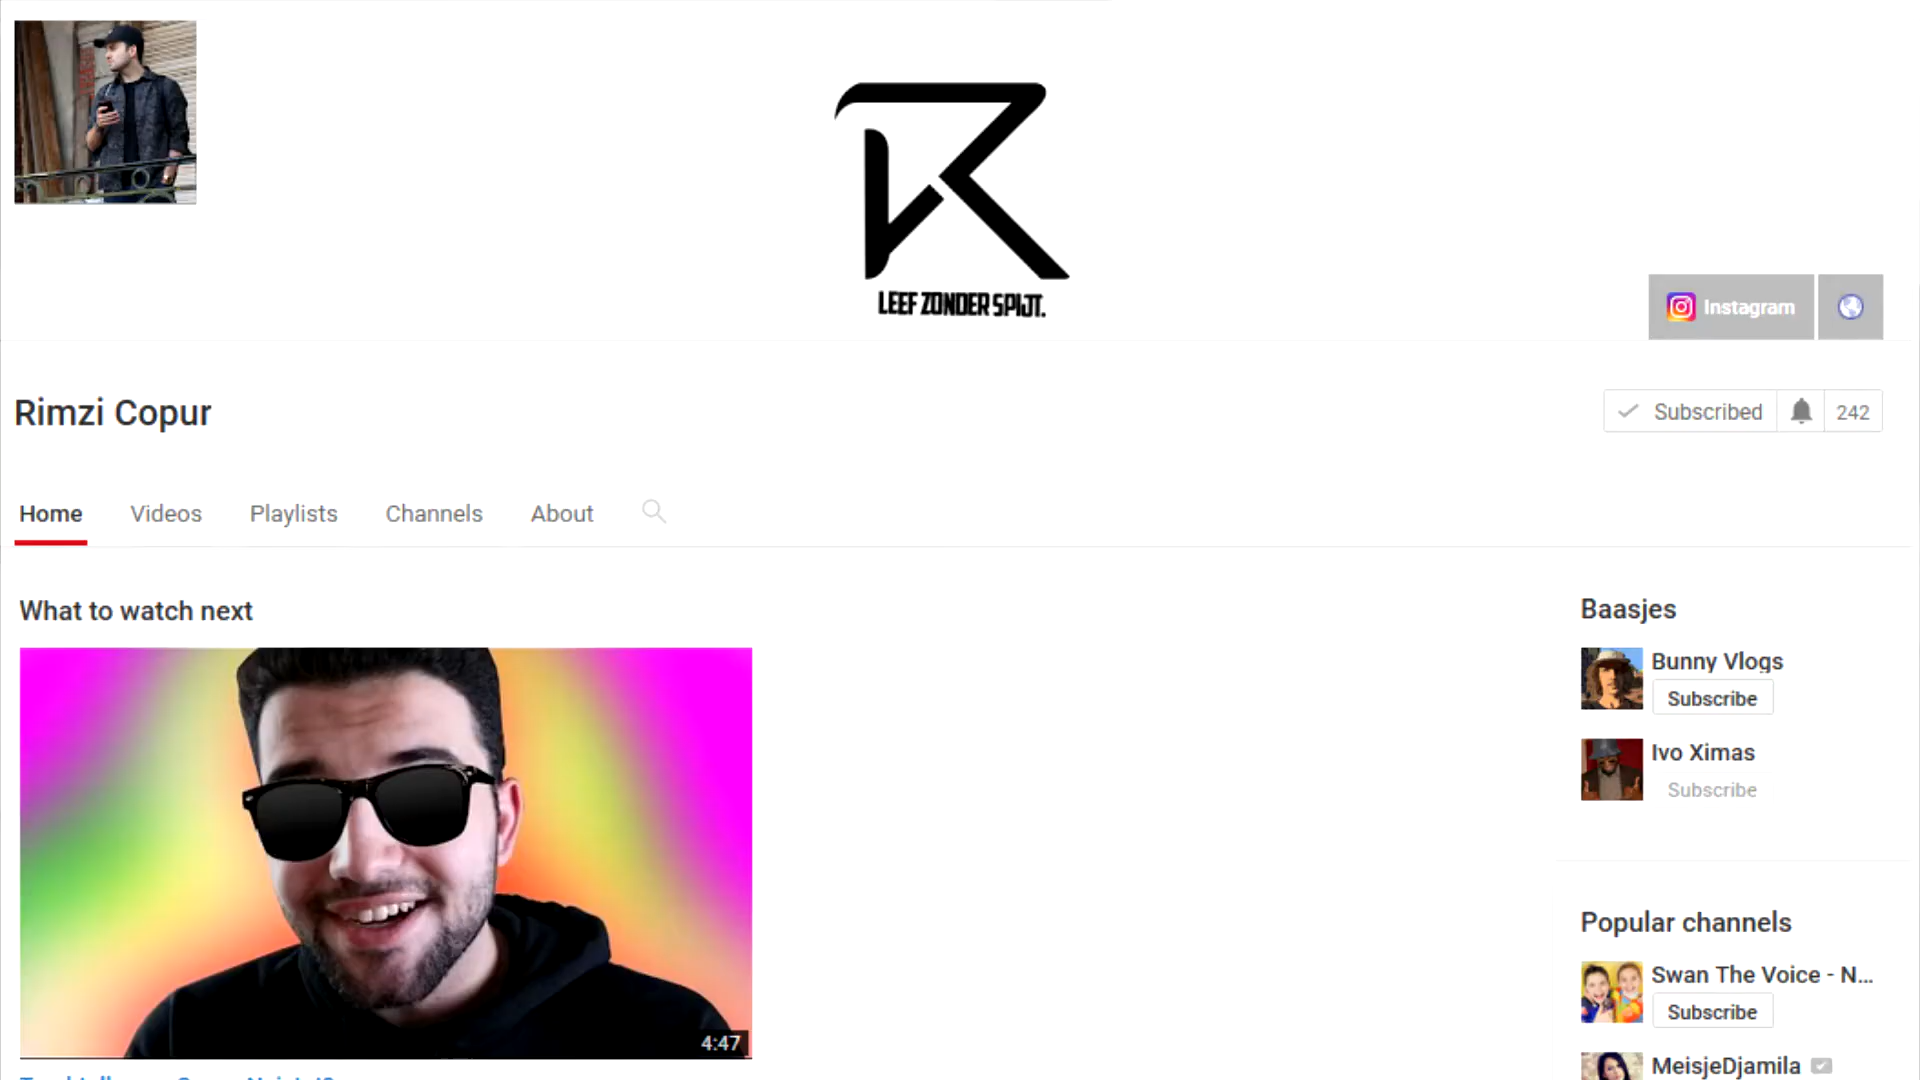 LEEF ZONDER SPIJT.
Instagram
Rimzi Copur
Subscribed
242
Home
Videos
Playlists
Channels
About
What to watch next
4:47
Baasjes
Bunny Vlogs
Subscribe
Ivo Ximas
Subscribe
Popular channels
Swan The Voice - N...
Subscribe
MeisjeDjamila